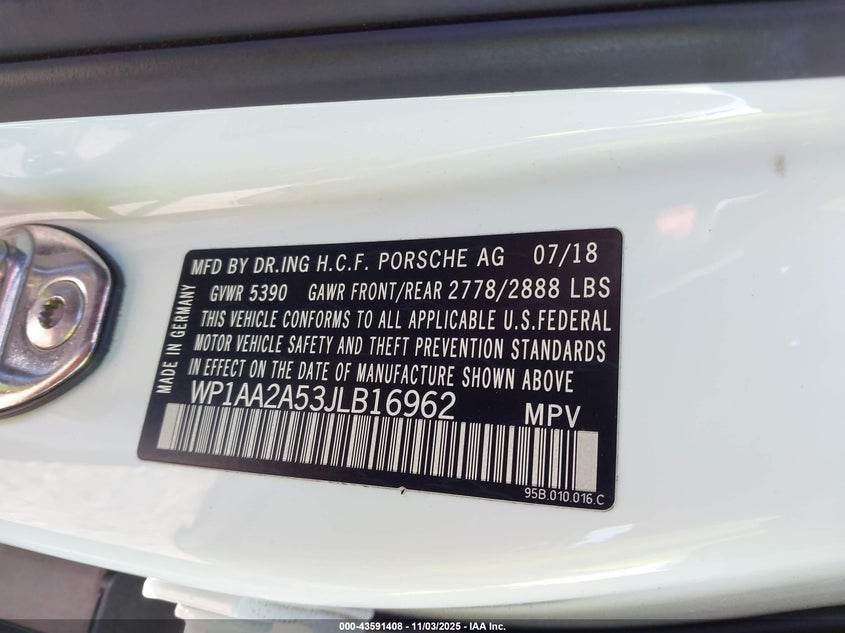 MFD BY DR.ING H.C.F. PORSCHE AG 07/18
GVWR 5390 GAWR FRONT/REAR 2778/2888 LBS
THIS VEHICLE CONFORMS TO ALL APPLICABLE U.S.FEDERAL
MOTOR VEHICLE SAFETY AND THEFT PREVENTION STANDARDS
IN EFFECT ON THE DATE OF MANUFACTURE SHOWN ABOVE
WP1AA2A53JLB16962 MPV
95B.010.016.C
MADE IN GERMANY
000-43591408 - 11/03/2025 - IAA Inc.